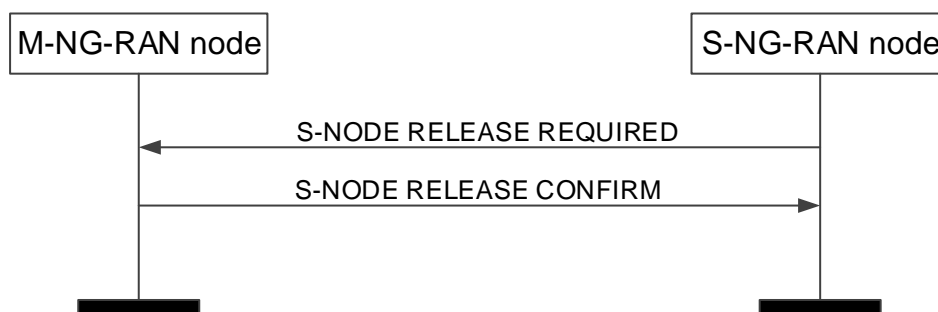 M-NG-RAN node
S-NG-RAN node
S-NODE RELEASE REQUIRED
S-NODE RELEASE CONFIRM